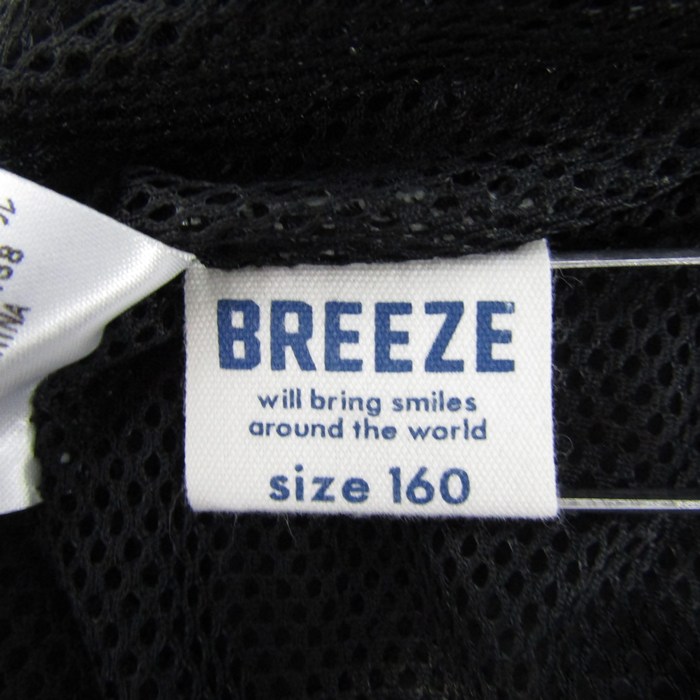 BREEZE
will bring smiles
around the world
size 160